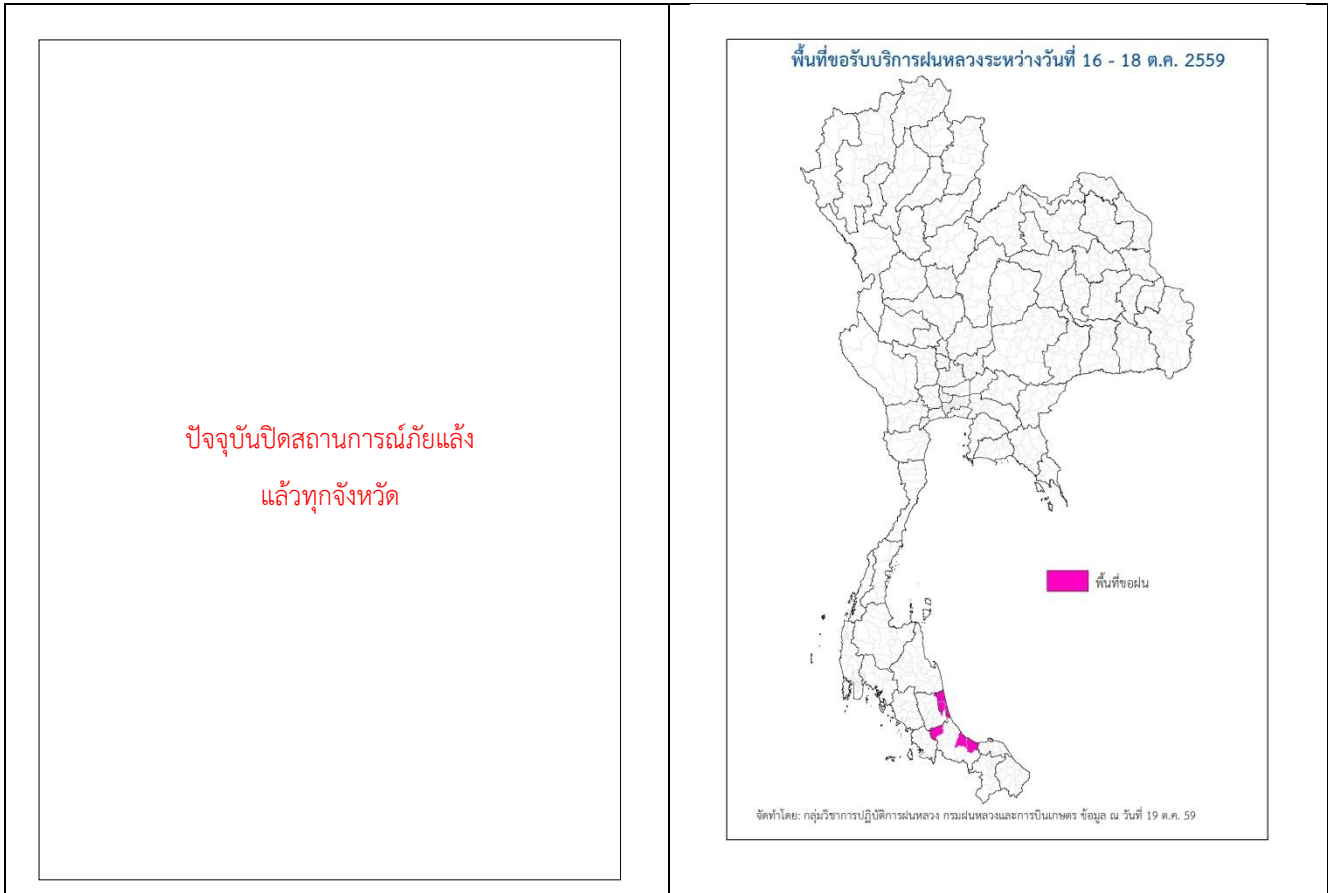 ปัจจุบันปิดสถานการณ์ภัยแล้ง
แล้วทุกจังหวัด
พื้นที่ขอรับบริการฝนหลวงระหว่างวันที่ 16 - 18 ต.ค. 2559
พื้นที่ขอฝน
จัดทำโดย: กลุ่มวิชาการปฏิบัติการฝนหลวง กรมฝนหลวงและการบินเกษตร ข้อมูล ณ วันที่ 19 ต.ค. 59